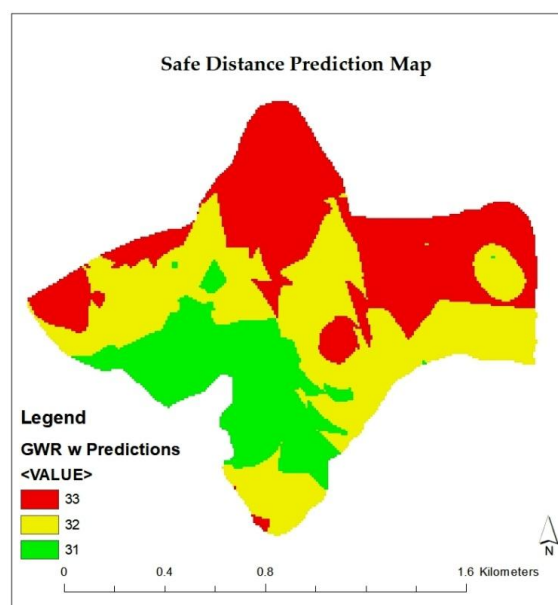 Safe Distance Prediction Map
Legend
GWR w Predictions
<VALUE>
33
32
31
N
0 0.4 0.8 1.6 Kilometers